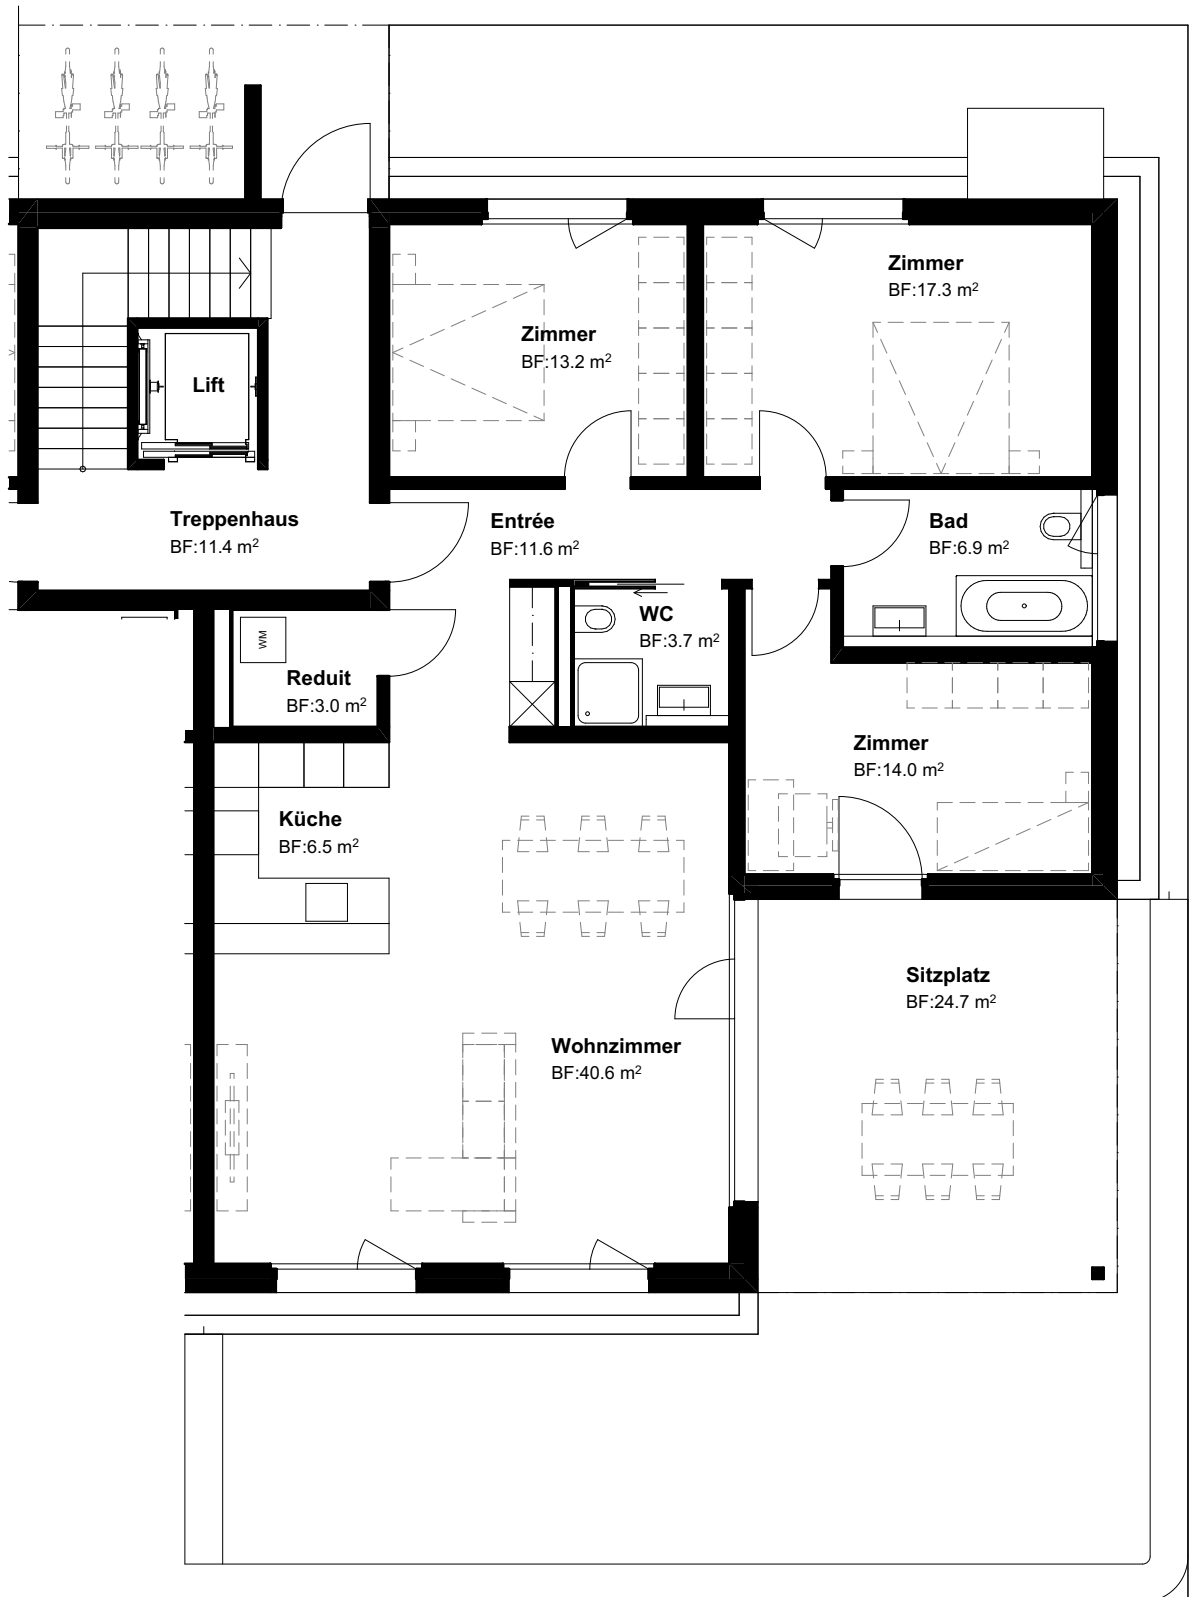 Zimmer
BF:17.3 m²
Zimmer
BF:13.2 m²
Lift
Treppenhaus
BF:11.4 m²
Entrée
BF:11.6 m²
Bad
BF:6.9 m²
WC
BF:3.7 m²
WM
Reduit
BF:3.0 m²
Zimmer
BF:14.0 m²
Küche
BF:6.5 m²
Sitzplatz
BF:24.7 m²
Wohnzimmer
BF:40.6 m²